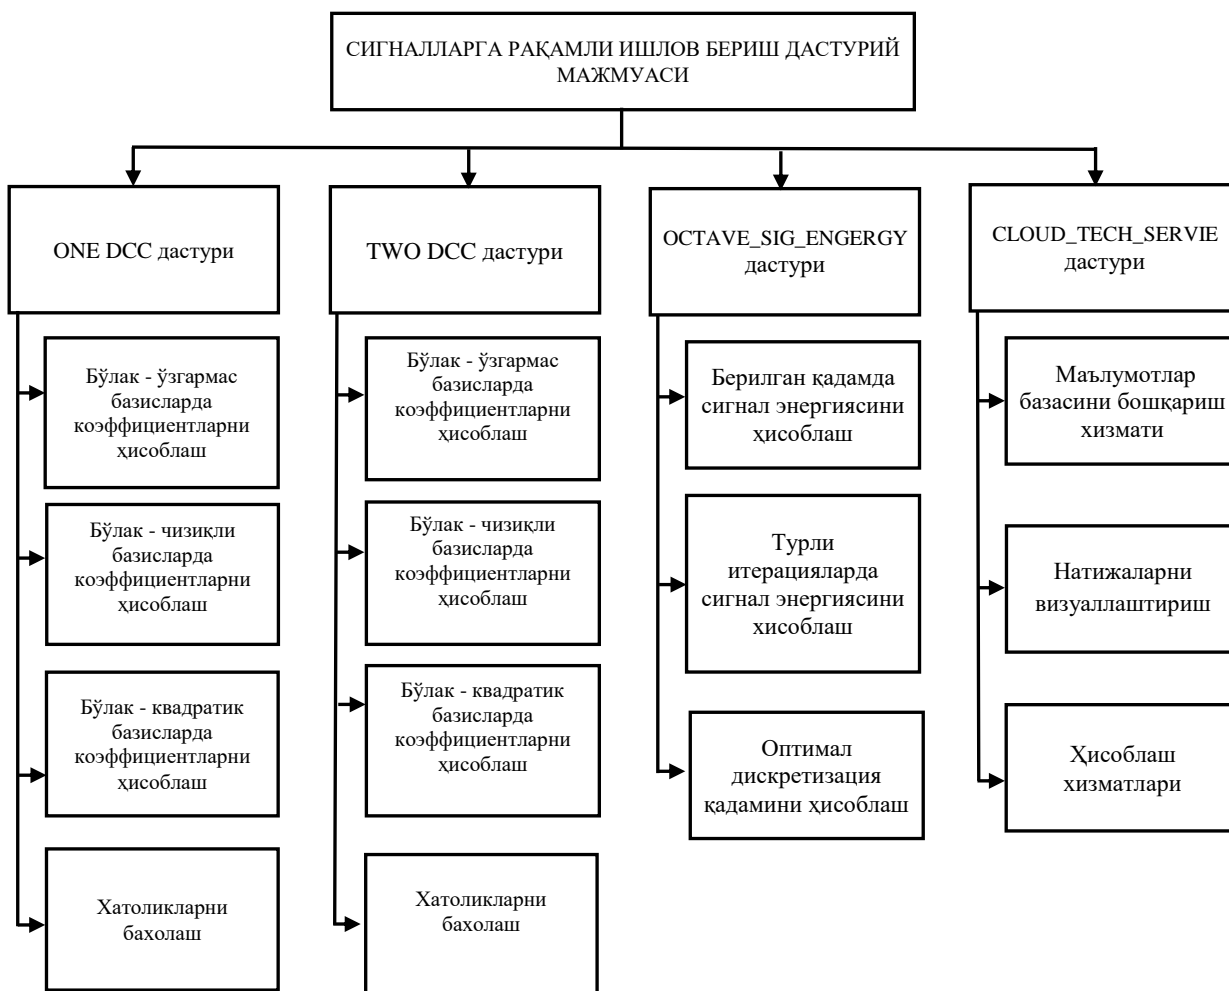 СИГНАЛЛАРГА РАҚАМЛИ ИШЛОВ БЕРИШ ДАСТУРИЙ
МАЖМУАСИ
ONE DCC дастури
TWO DCC дастури
OCTAVE_SIG_ENGERGY
дастури
CLOUD_TECH_SERVIE
дастури
Бўлак - ўзгармас
базисларда
коэффициентларни
ҳисоблаш
Бўлак - чизиқли
базисларда
коэффициентларни
ҳисоблаш
Бўлак - квадратик
базисларда
коэффициентларни
ҳисоблаш
Хатоликларни
бахолаш
Бўлак - ўзгармас
базисларда
коэффициентларни
ҳисоблаш
Бўлак - чизиқли
базисларда
коэффициентларни
ҳисоблаш
Бўлак - квадратик
базисларда
коэффициентларни
ҳисоблаш
Хатоликларни
бахолаш
Берилган қадамда
сигнал энергиясини
ҳисоблаш
Турли
итерацияларда
сигнал энергиясини
хисоблаш
Оптимал
дискретизация
қадамини ҳисоблаш
Маълумотлар
базасини бошқариш
хизмати
Натижаларни
визуаллаштириш
Ҳисоблаш
хизматлари